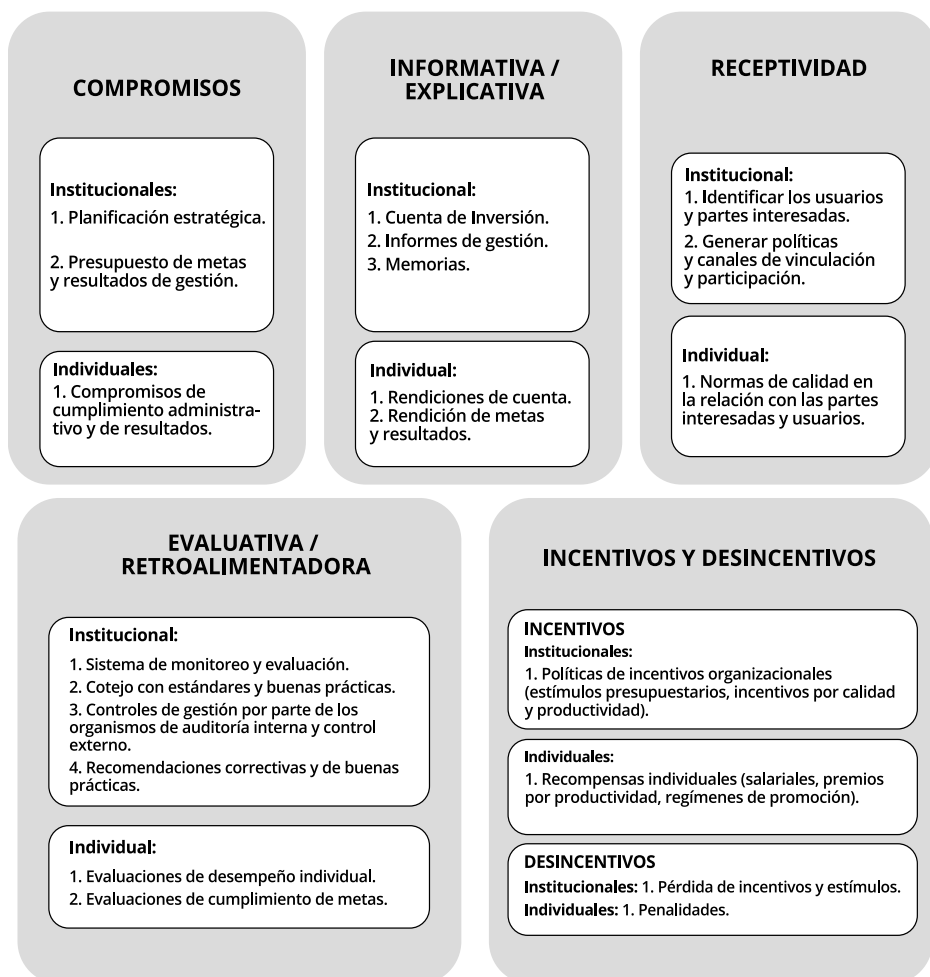 COMPROMISOS
Institucionales:
1. Planificación estratégica.
2. Presupuesto de metas
y resultados de gestión.
Individuales:
1. Compromisos de
cumplimiento administra-
tivo y de resultados.
INFORMATIVA /
EXPLICATIVA
Institucional:
1. Cuenta de Inversión.
2. Informes de gestión.
3. Memorias.
Individual:
1. Rendiciones de cuenta.
2. Rendición de metas
y resultados.
RECEPTIVIDAD
Institucional:
1. Identificar los usuarios
y partes interesadas.
2. Generar políticas
y canales de vinculación
y participación.
Individual:
1. Normas de calidad en
la relación con las partes
interesadas y usuarios.
EVALUATIVA /
RETROALIMENTADORA
Institucional:
1. Sistema de monitoreo y evaluación.
2. Cotejo con estándares y buenas prácticas.
3. Controles de gestión por parte de los
organismos de auditoría interna y control
externo.
4. Recomendaciones correctivas y de buenas
prácticas.
Individual:
1. Evaluaciones de desempeño individual.
2. Evaluaciones de cumplimiento de metas.
INCENTIVOS Y DESINCENTIVOS
INCENTIVOS
Institucionales:
1. Políticas de incentivos organizacionales
(estímulos presupuestarios, incentivos por calidad
y productividad).
Individuales:
1. Recompensas individuales (salariales, premios
por productividad, regímenes de promoción).
DESINCENTIVOS
Institucionales: 1. Pérdida de incentivos y estímulos.
Individuales: 1. Penalidades.